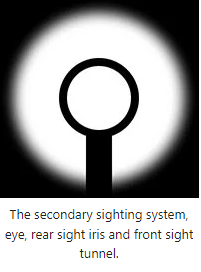 The secondary sighting system,
eye, rear sight iris and front sight
tunnel.